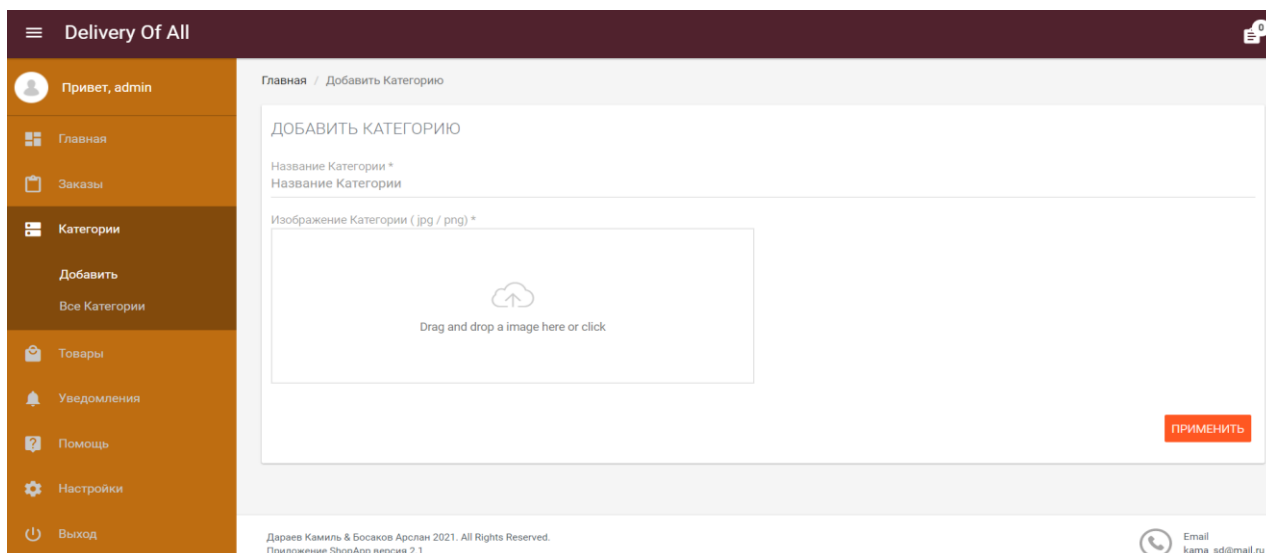 Delivery Of All
0
Привет, admin
Главная
Заказы
Категории
Добавить
Все Категории
Товары
Уведомления
Помощь
Настройки
Выход
Главная / Добавить Категорию
ДОБАВИТЬ КАТЕГОРИЮ
Название Категории *
Название Категории
Изображение Категории ( jpg / png) *
Drag and drop a image here or click
ПРИМЕНИТЬ
Дараев Камиль & Босаков Арслан 2021. All Rights Reserved.
Приложение ShopApp версия 2.1
Email
kama_sd@mail.ru